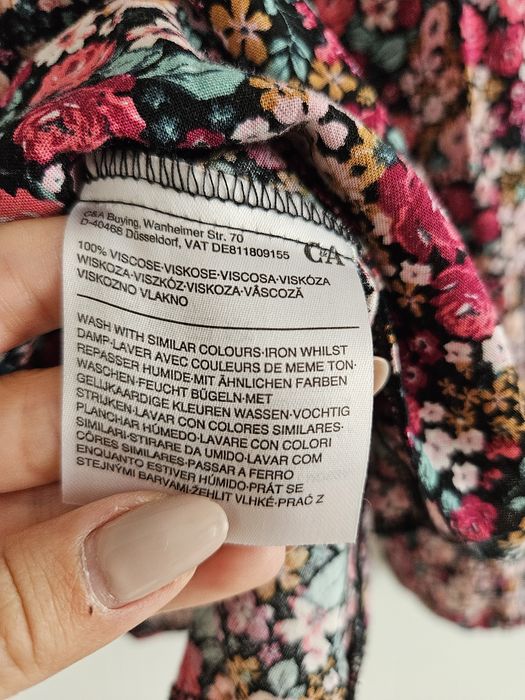 C&A Buying, Wanheimer Str. 70
D-40468 Düsseldorf, VAT DE811809155
C&A
100% VISCOSE·VISKOSE·VISCOSA·VISKÓZA
WISKOZA·VISZKÓZ·VISKOZA·VÂSCOZĂ
VISKOZNO VLAKNO
WASH WITH SIMILAR COLOURS·IRON WHILST
DAMP·LAVER AVEC COULEURS DE MEME TON·
REPASSER HUMIDE·MIT ÄHNLICHEN FARBEN
WASCHEN·FEUCHT BÜGELN·MET
GELIJKAARDIGE KLEUREN WASSEN·VOCHTIG
STRIJKEN·LAVAR CON COLORES SIMILARES·
PLANCHAR HÚMEDO·LAVARE CON COLORI
SIMILARI·STIRARE DA UMIDO·LAVAR COM
CÔRES SIMILARES·PASSAR A FERRO
ENQUANTO ESTIVER HÚMIDO·PRÁT SE
STEJNÝMI BARVAMI·ŽEHLIT VLHKÉ·PRAĆ Z